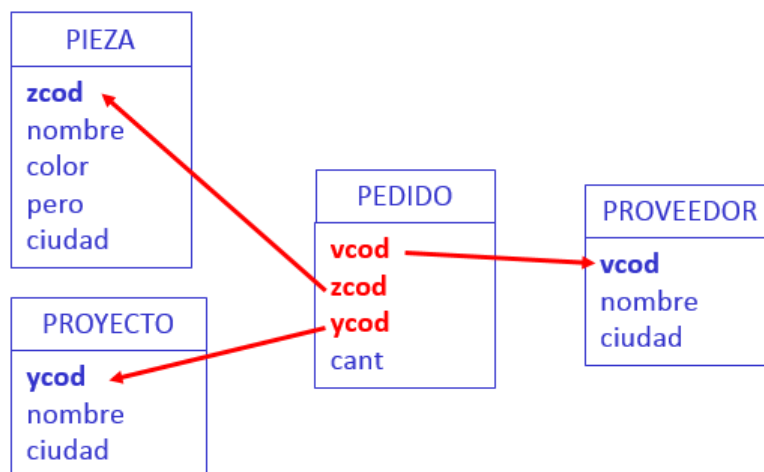 PIEZA
zcod
nombre
color
pero
ciudad
PROYECTO
ycod
nombre
ciudad
PEDIDO
vcod
zcod
ycod
cant
PROVEEDOR
vcod
nombre
ciudad